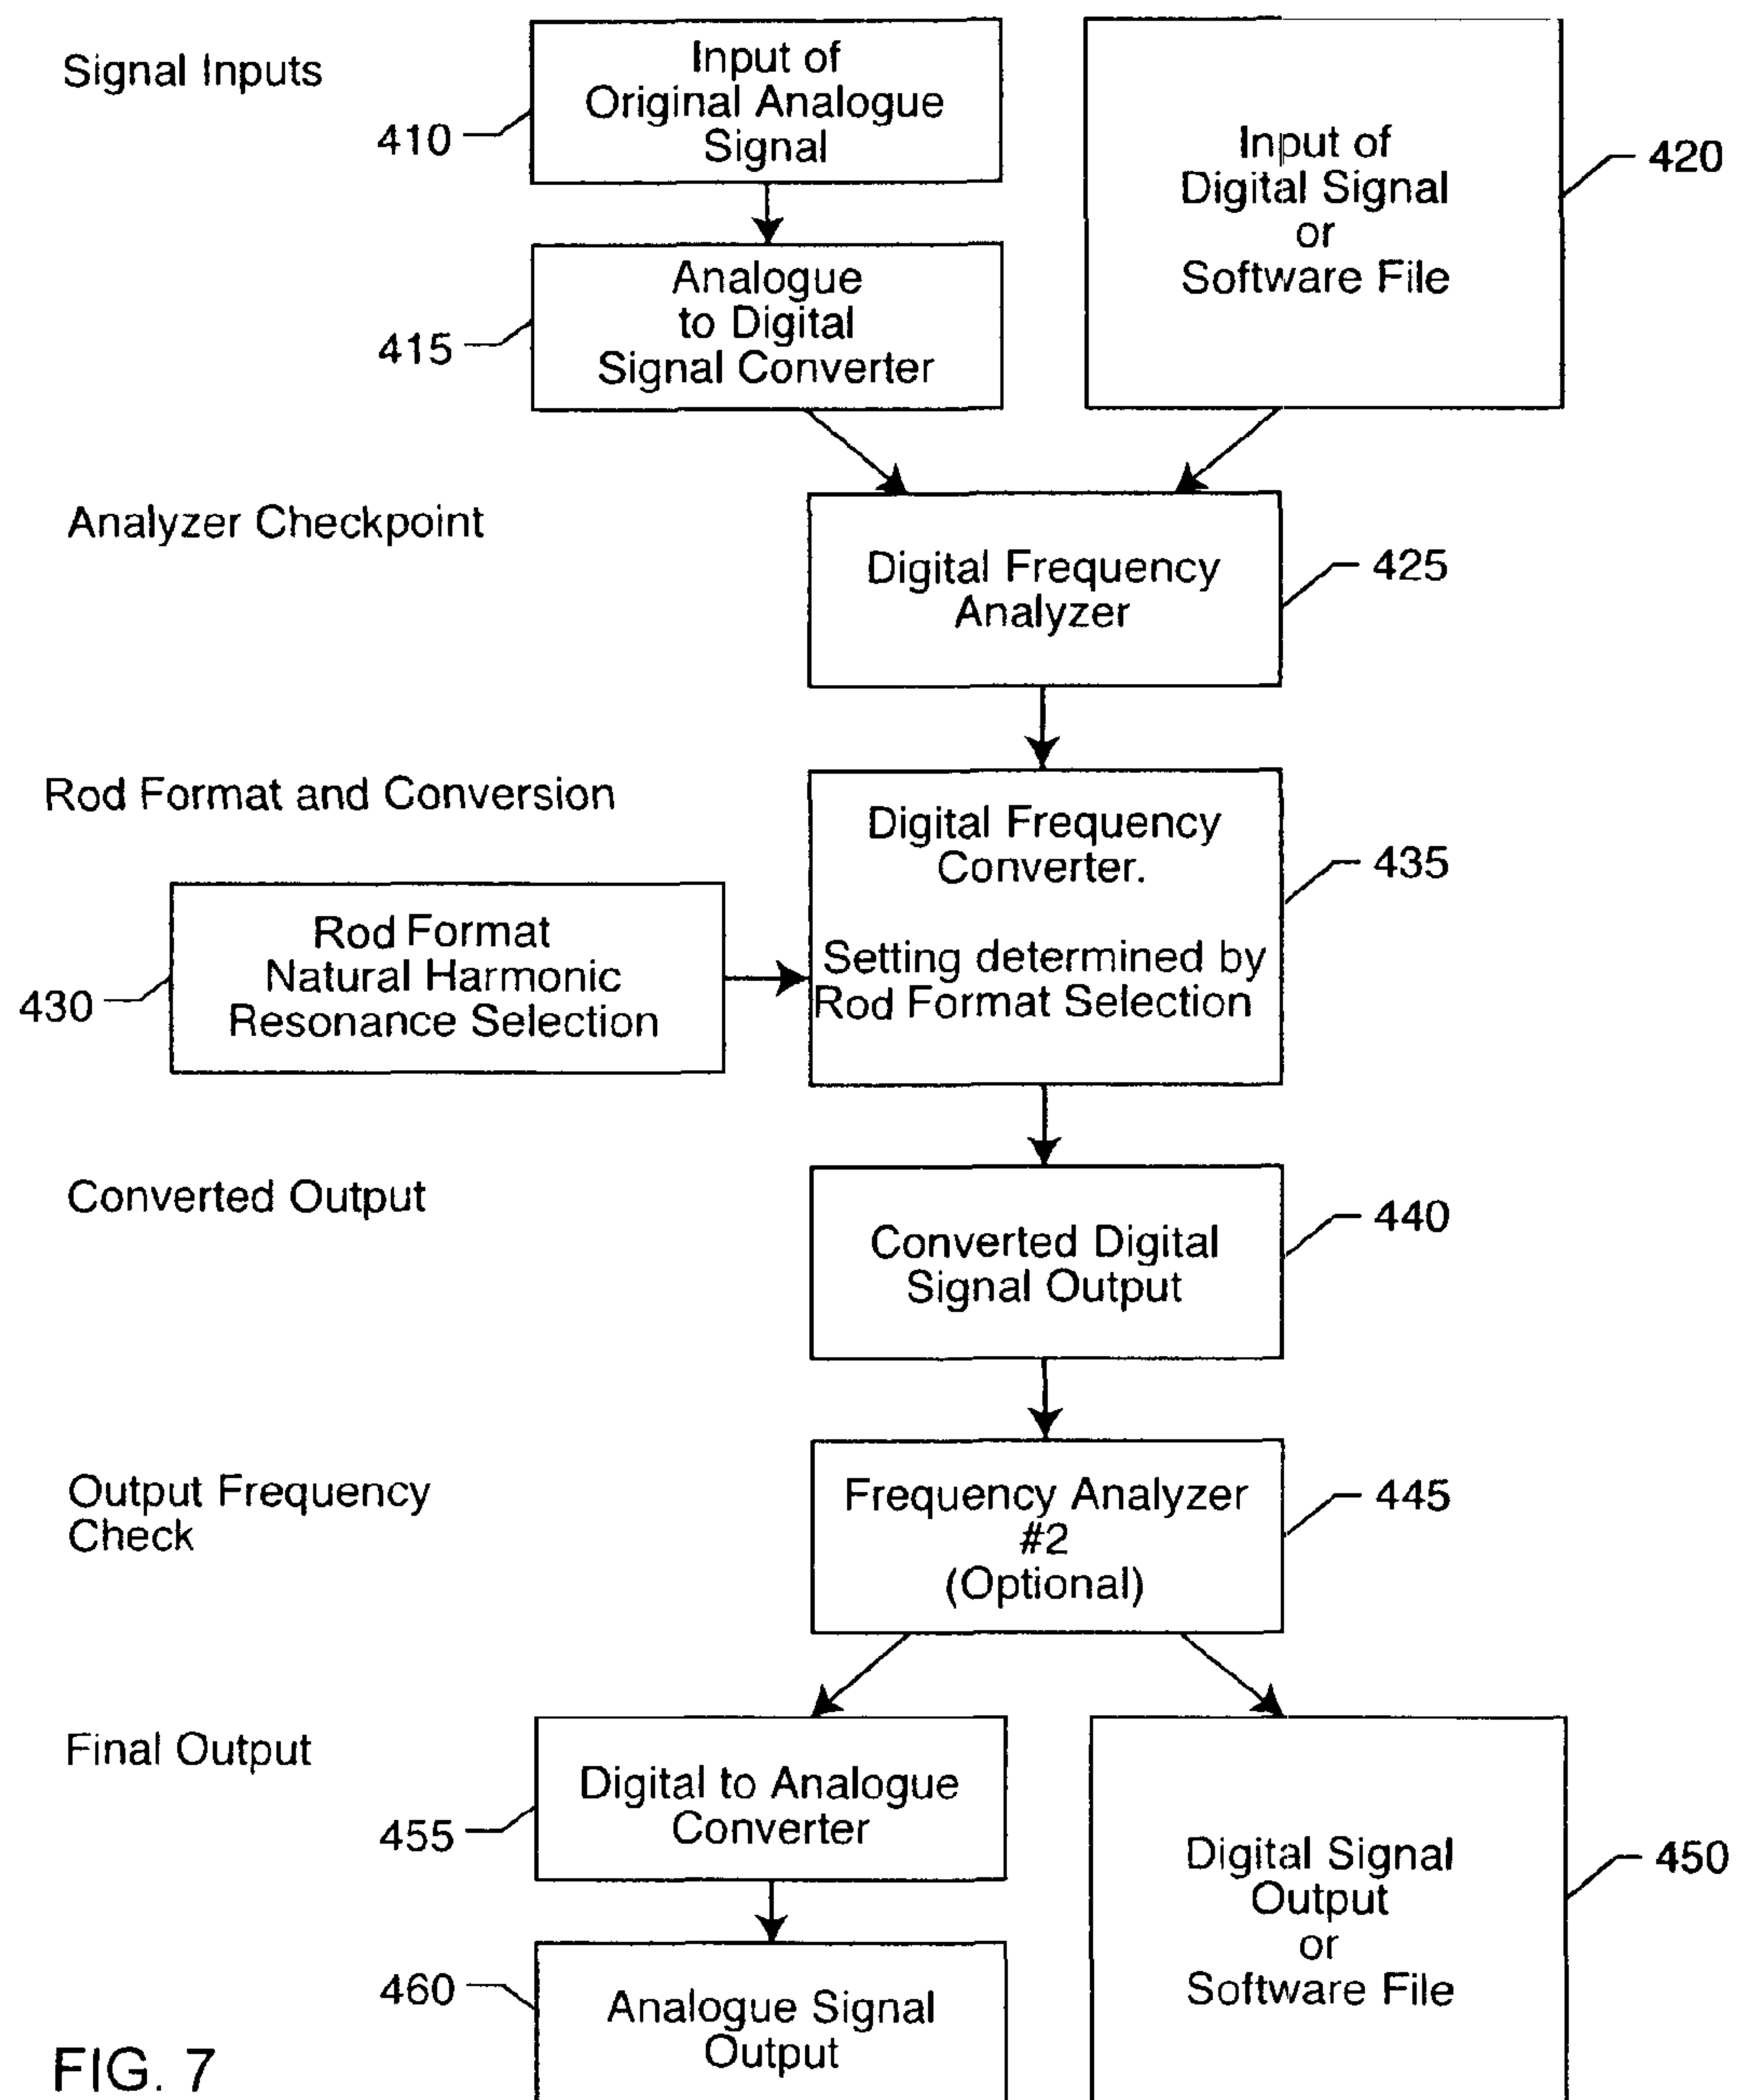 Signal Inputs
Input of
Original Analogue
Signal
410
Input of
Digital Signal
or
Software File
420
Analogue
to Digital
Signal Converter
415
Analyzer Checkpoint
Digital Frequency
Analyzer
425
Rod Format and Conversion
Digital Frequency
Converter.
Setting determined by
Rod Format Selection
435
Rod Format
Natural Harmonic
Resonance Selection
430
Converted Output
Converted Digital
Signal Output
440
Output Frequency
Check
Frequency Analyzer
#2
(Optional)
445
Final Output
Digital to Analogue
Converter
455
Digital Signal
Output
or
Software File
450
460
Analogue Signal
Output
FIG. 7